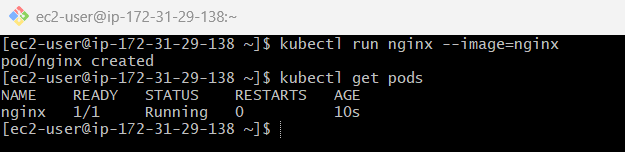 ec2-user@ip-172-31-29-138:~
[ec2-user@ip-172-31-29-138 ~]$ kubectl run nginx --image=nginx
pod/nginx created
[ec2-user@ip-172-31-29-138 ~]$ kubectl get pods
NAME    READY   STATUS    RESTARTS   AGE
nginx   1/1     Running   0          10s
[ec2-user@ip-172-31-29-138 ~]$